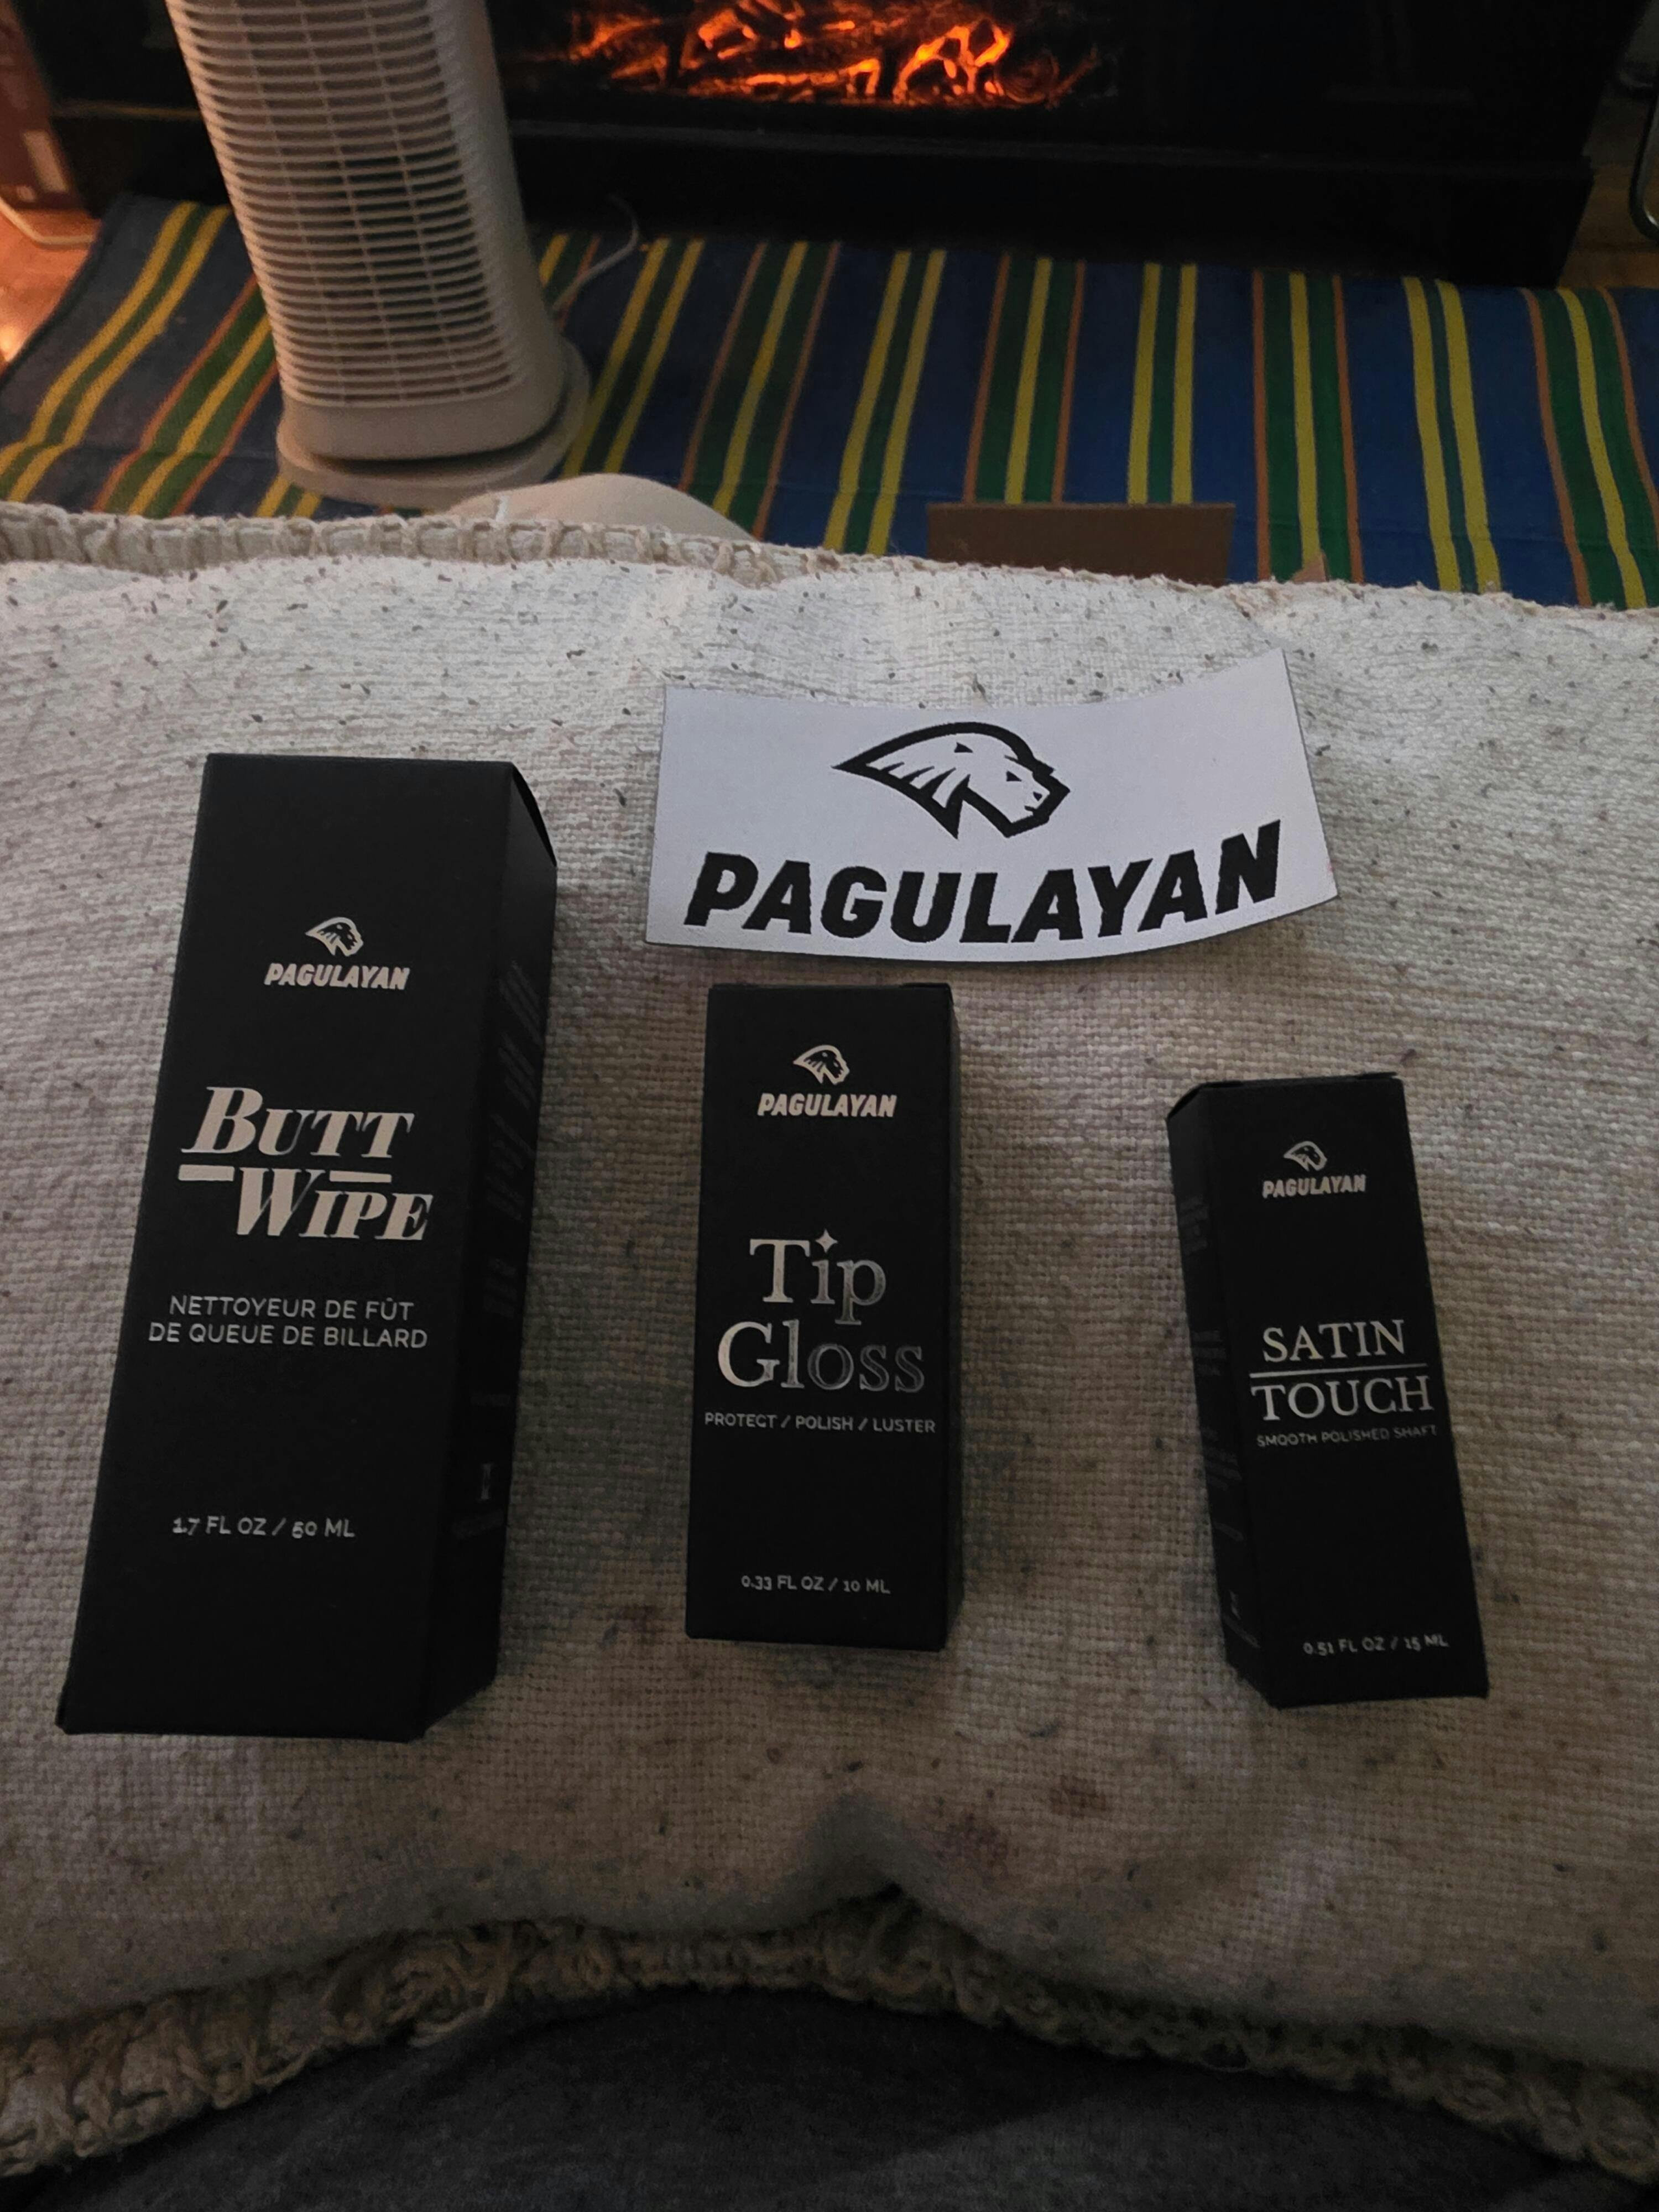 PAGULAYAN
PAGULAYAN
BUTT
WIPE
NETTOYEUR DE FÛT
DE QUEUE DE BILLARD
1.7 FL OZ / 50 ML
PAGULAYAN
Tip
Gloss
PROTECT / POLISH / LUSTER
0.33 FL OZ / 10 ML
PAGULAYAN
SATIN
TOUCH
SMOOTH POLISHED SHAFT
0.51 FL OZ / 15 ML